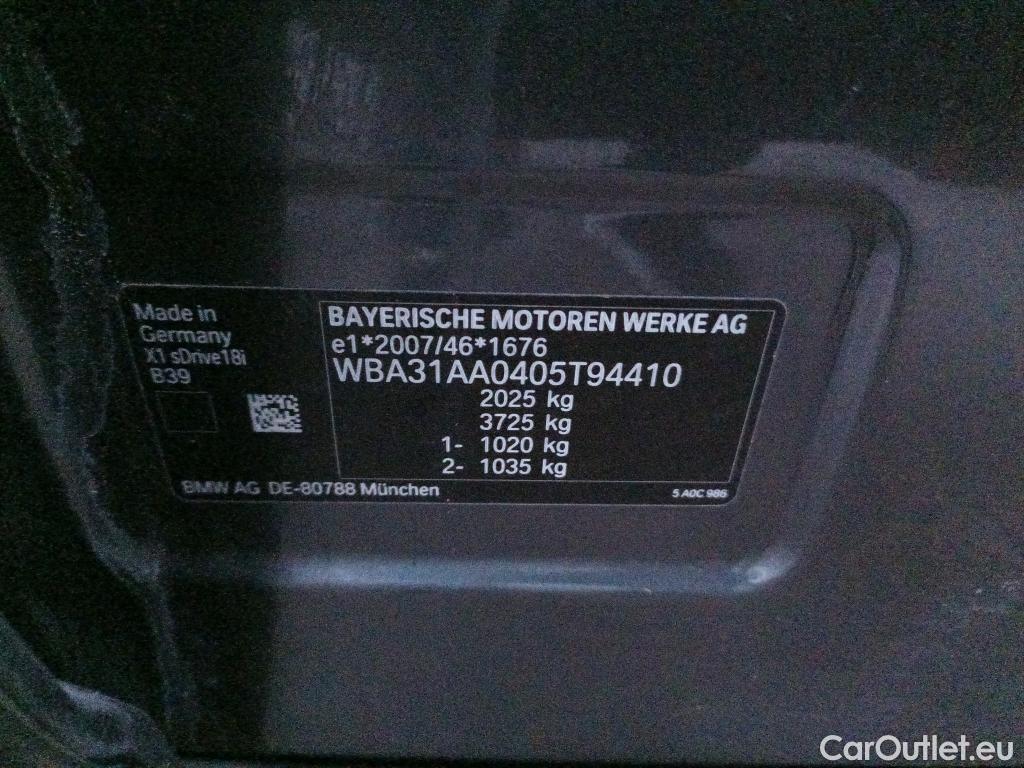 Made in
Germany
X1 sDrive18i
B39
BAYERISCHE MOTOREN WERKE AG
e1*2007/46*1676
WBA31AA0405T94410
2025 kg
3725 kg
1- 1020 kg
2- 1035 kg
BMW AG DE-80788 München
5 A0C 986
CarOutlet.eu